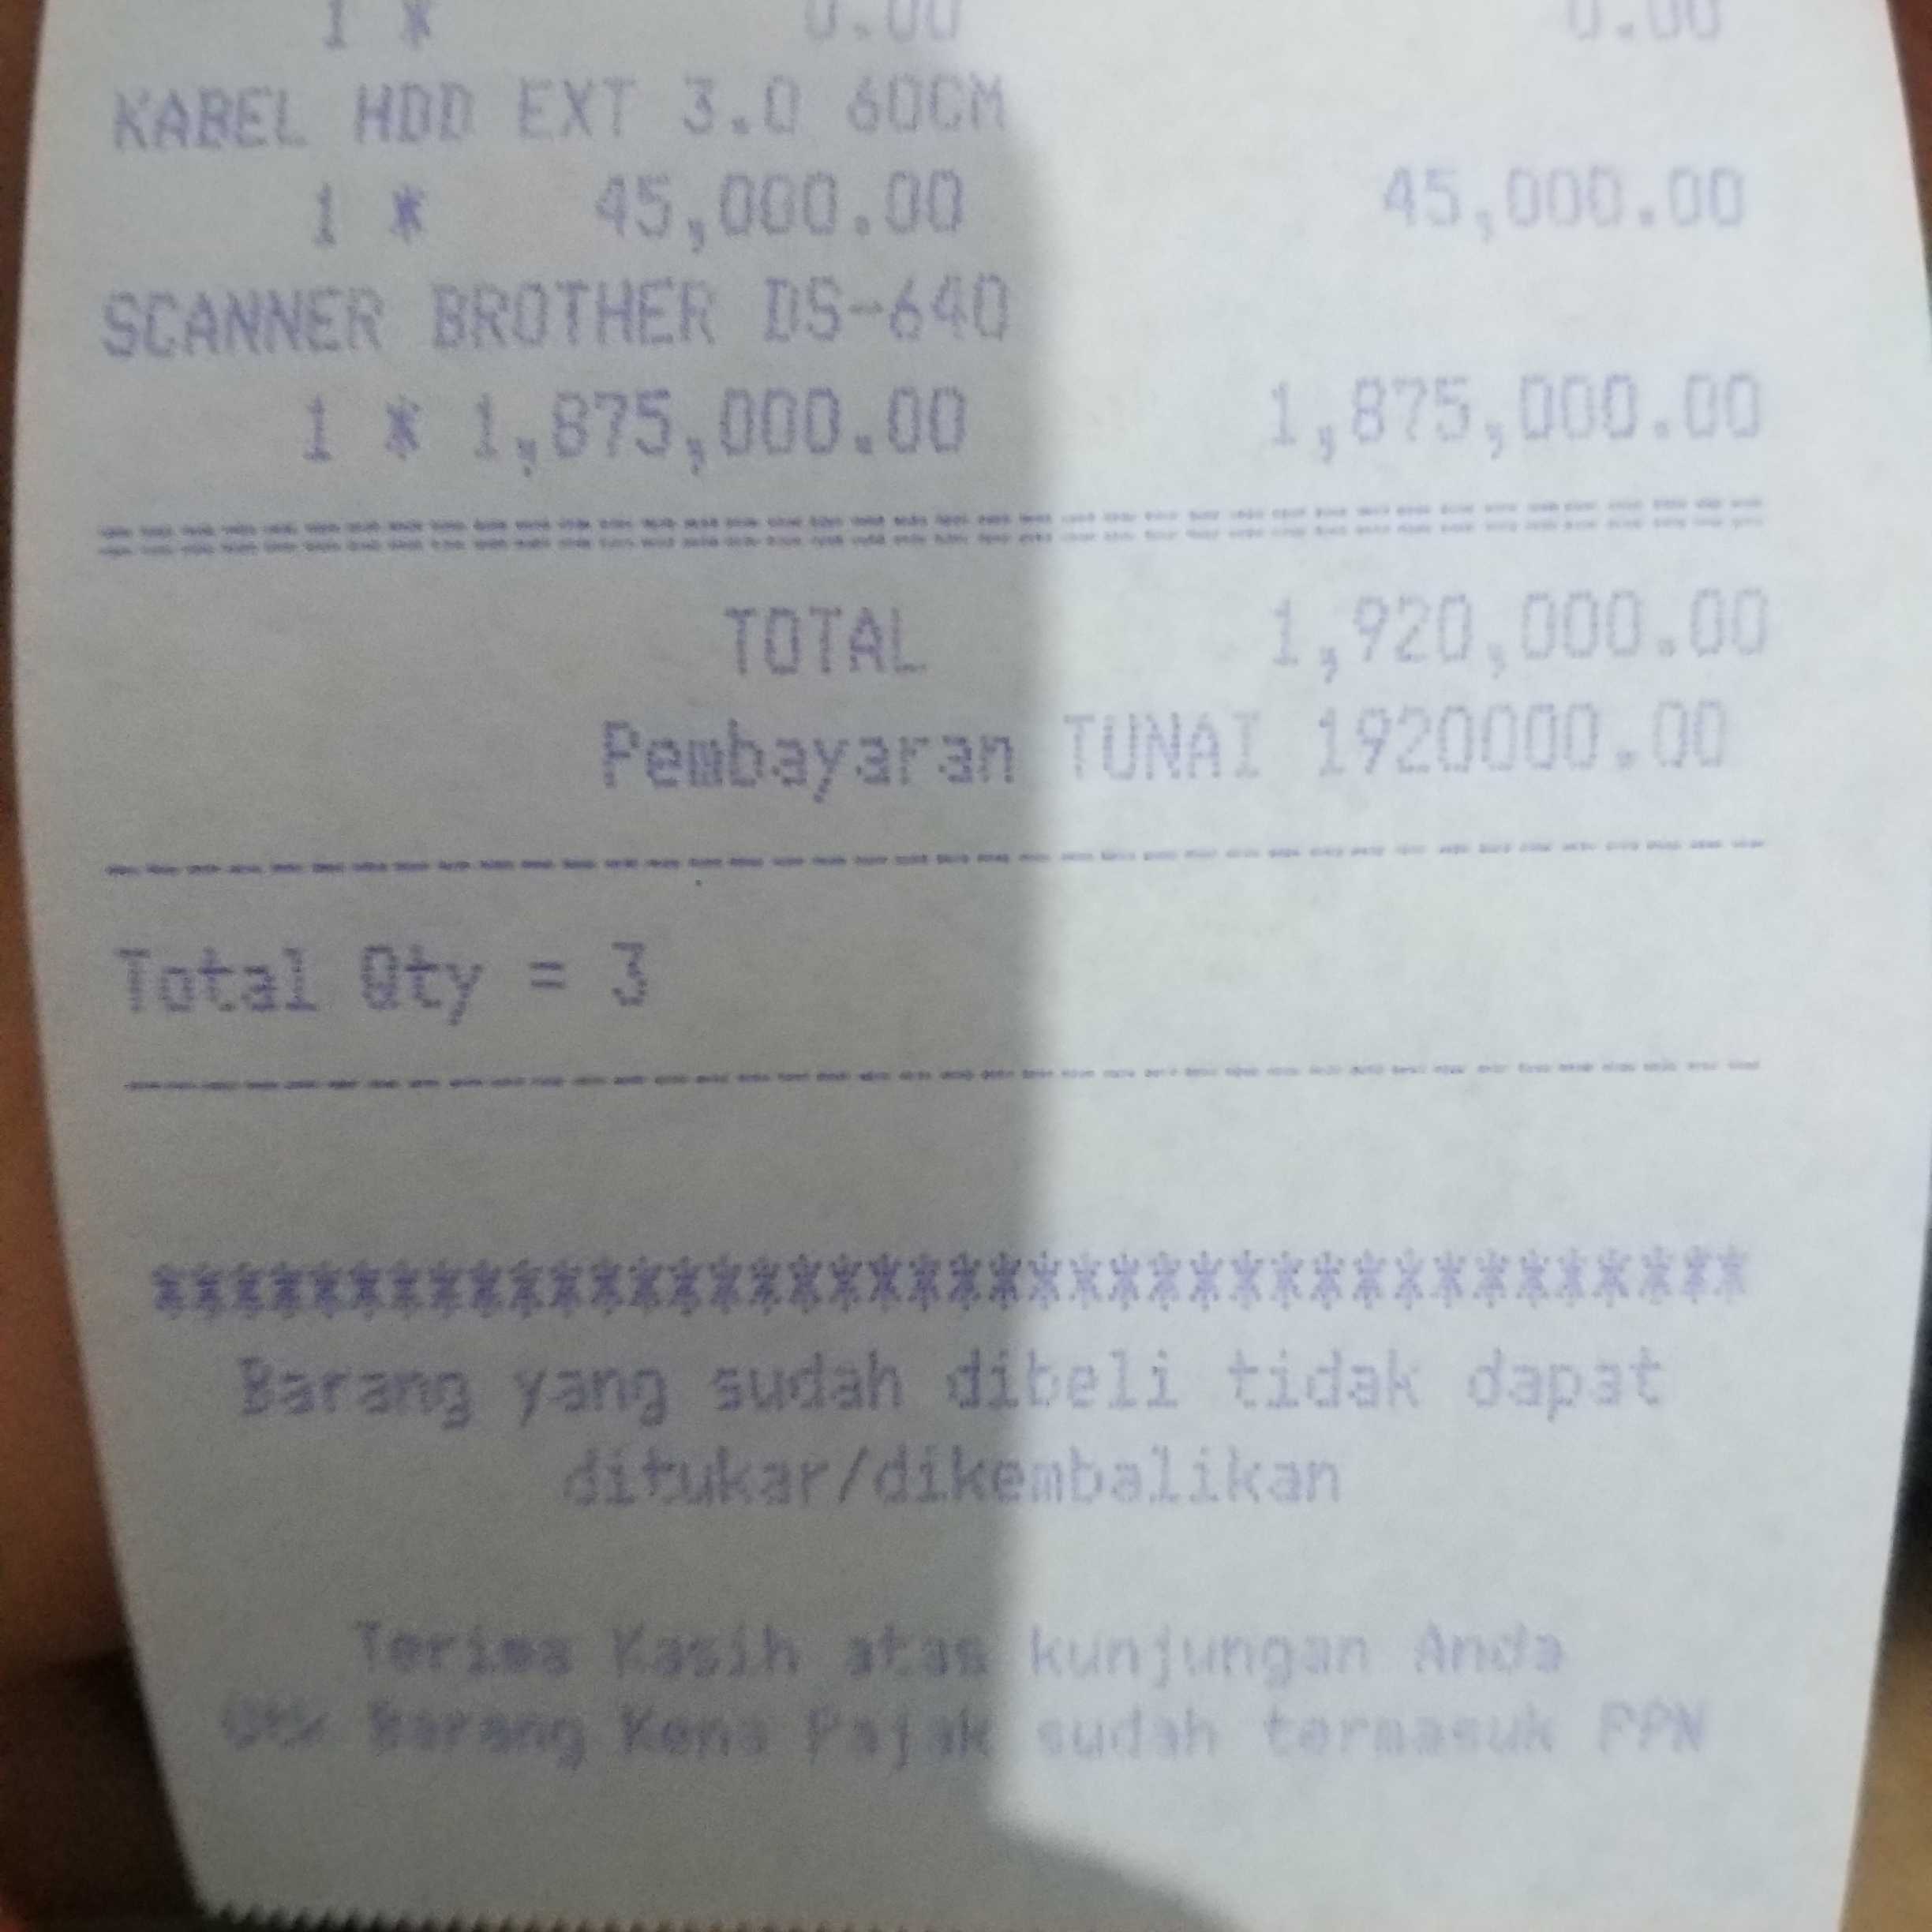 1 * 0.00 0.00
KABEL HDD EXT 3.0 60CM
1 * 45,000.00 45,000.00
SCANNER BROTHER DS-640
1 * 1,875,000.00 1,875,000.00
TOTAL 1,920,000.00
Pembayaran TUNAI 1920000.00
Total Qty = 3
****************************************
Barang yang sudah dibeli tidak dapat
ditukar/dikembalikan
Terima Kasih atas kunjungan Anda
Barang Kena Pajak sudah termasuk PPN